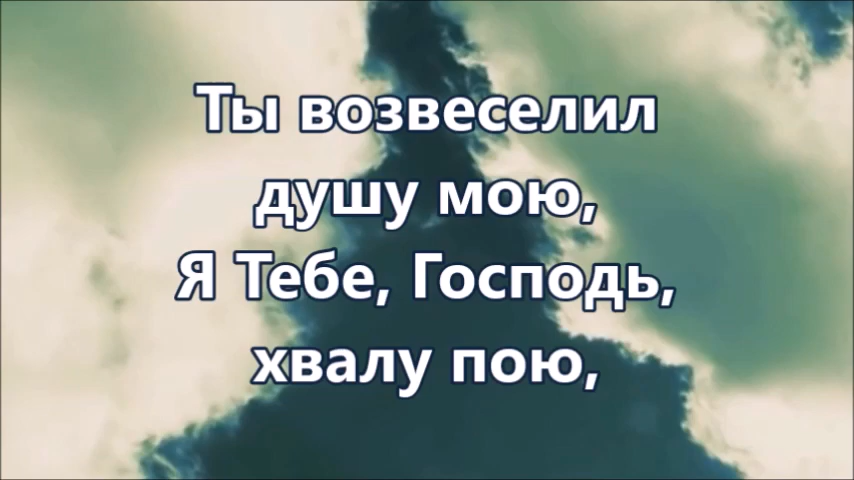 Ты возвеселил
душу мою,
Я Тебе, Господь,
хвалу пою,